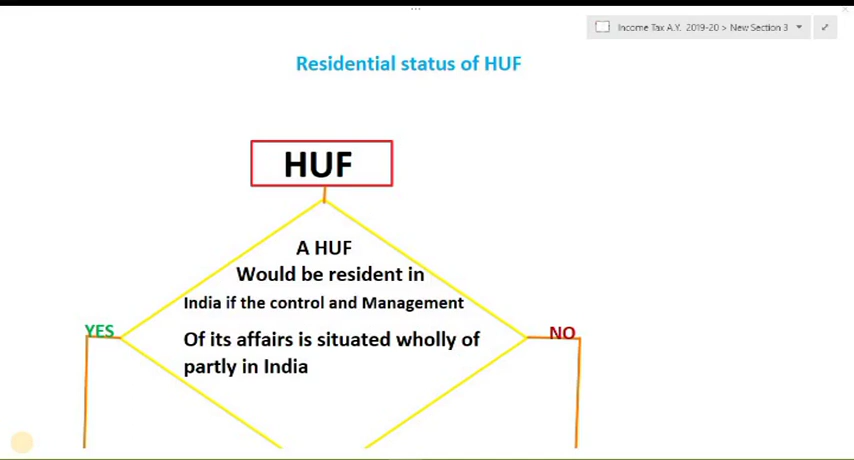 Income Tax A.Y. 2019-20 > New Section 3
Residential status of HUF
HUF
A HUF
Would be resident in
India if the control and Management
YES
NO
Of its affairs is situated wholly of
partly in India